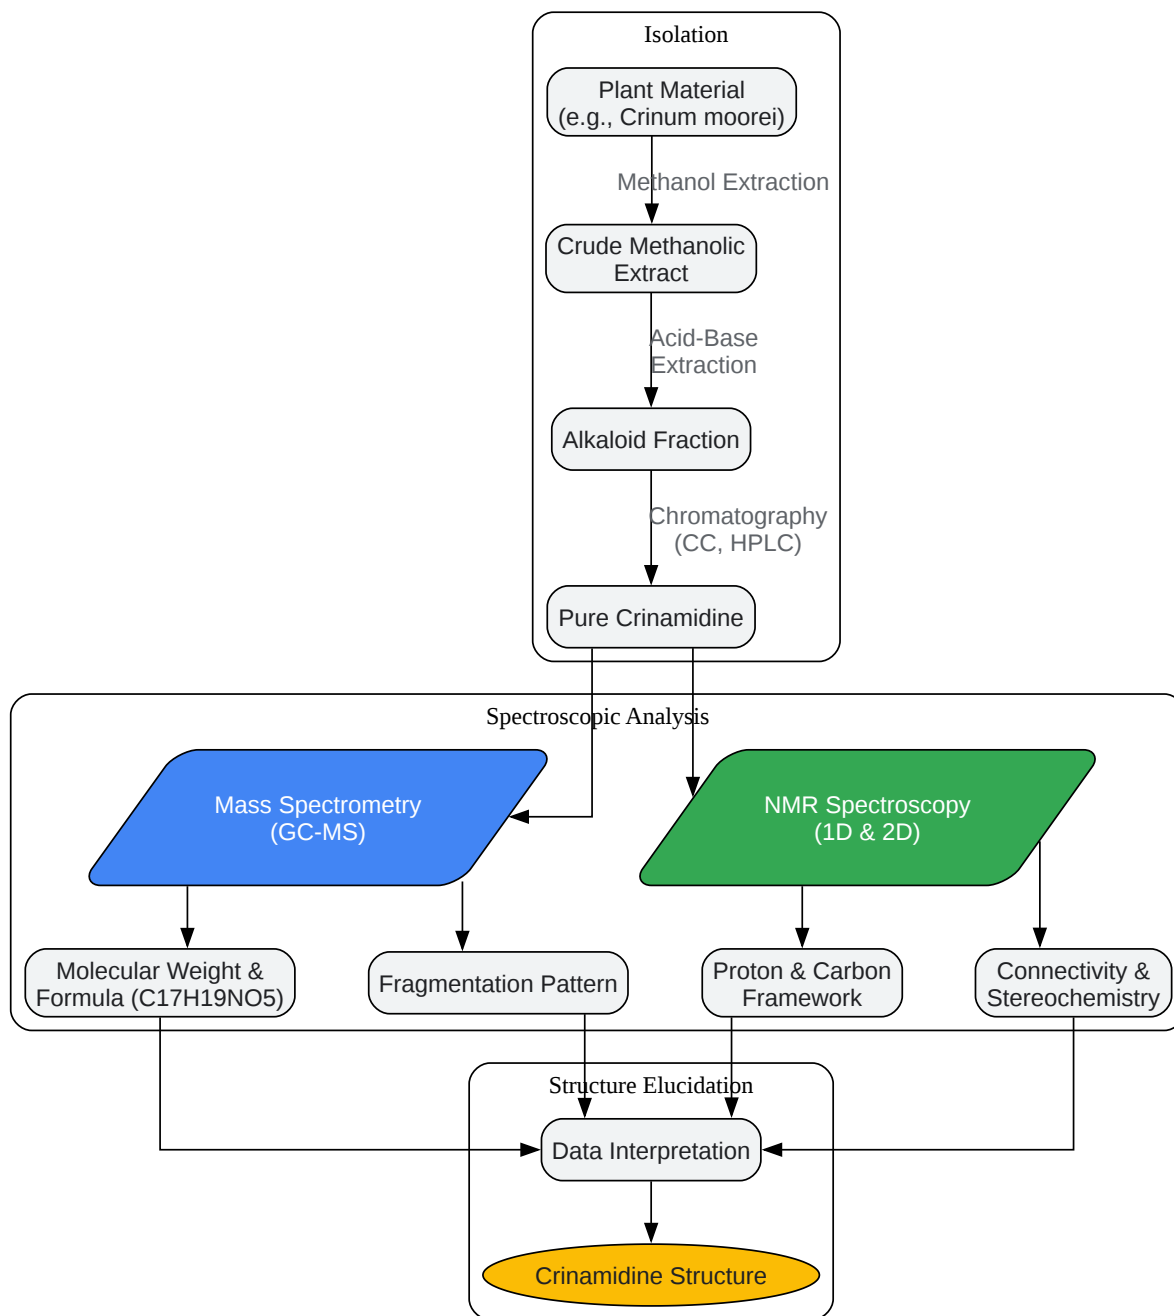 Isolation
Plant Material
(e.g., Crinum moorei)
Methanol Extraction
Crude Methanolic
Extract
Acid-Base
Extraction
Alkaloid Fraction
Chromatography
(CC, HPLC)
Pure Crinamidine
Spectroscopic Analysis
Mass Spectrometry
(GC-MS)
NMR Spectroscopy
(1D & 2D)
Molecular Weight &
Formula (C17H19NO5)
Fragmentation Pattern
Proton & Carbon
Framework
Connectivity &
Stereochemistry
Structure Elucidation
Data Interpretation
Crinamidine Structure